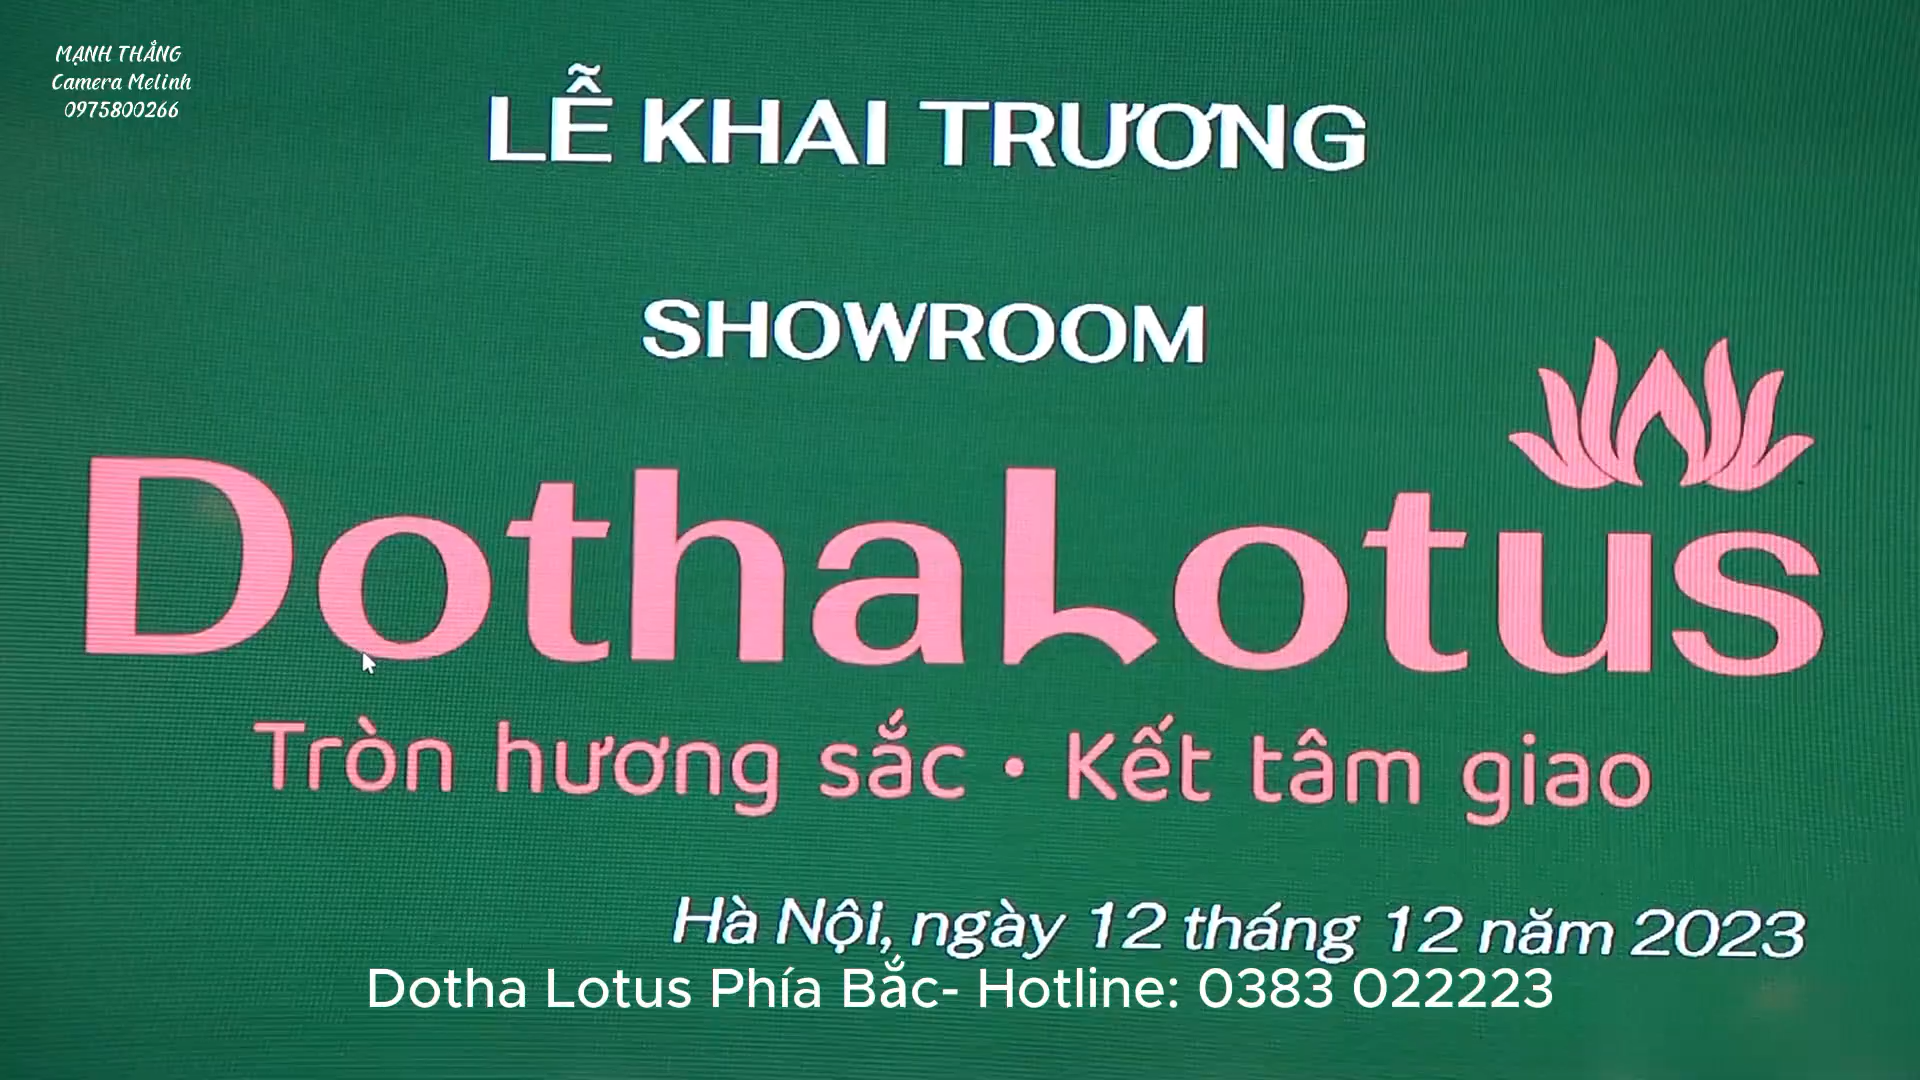 MẠNH THẮNG
Camera Melinh
0975800266
LỄ KHAI TRƯƠNG
SHOWROOM
DothaLotus
Tròn hương sắc • Kết tâm giao
Hà Nội, ngày 12 tháng 12 năm 2023
Dotha Lotus Phía Bắc- Hotline: 0383 022223